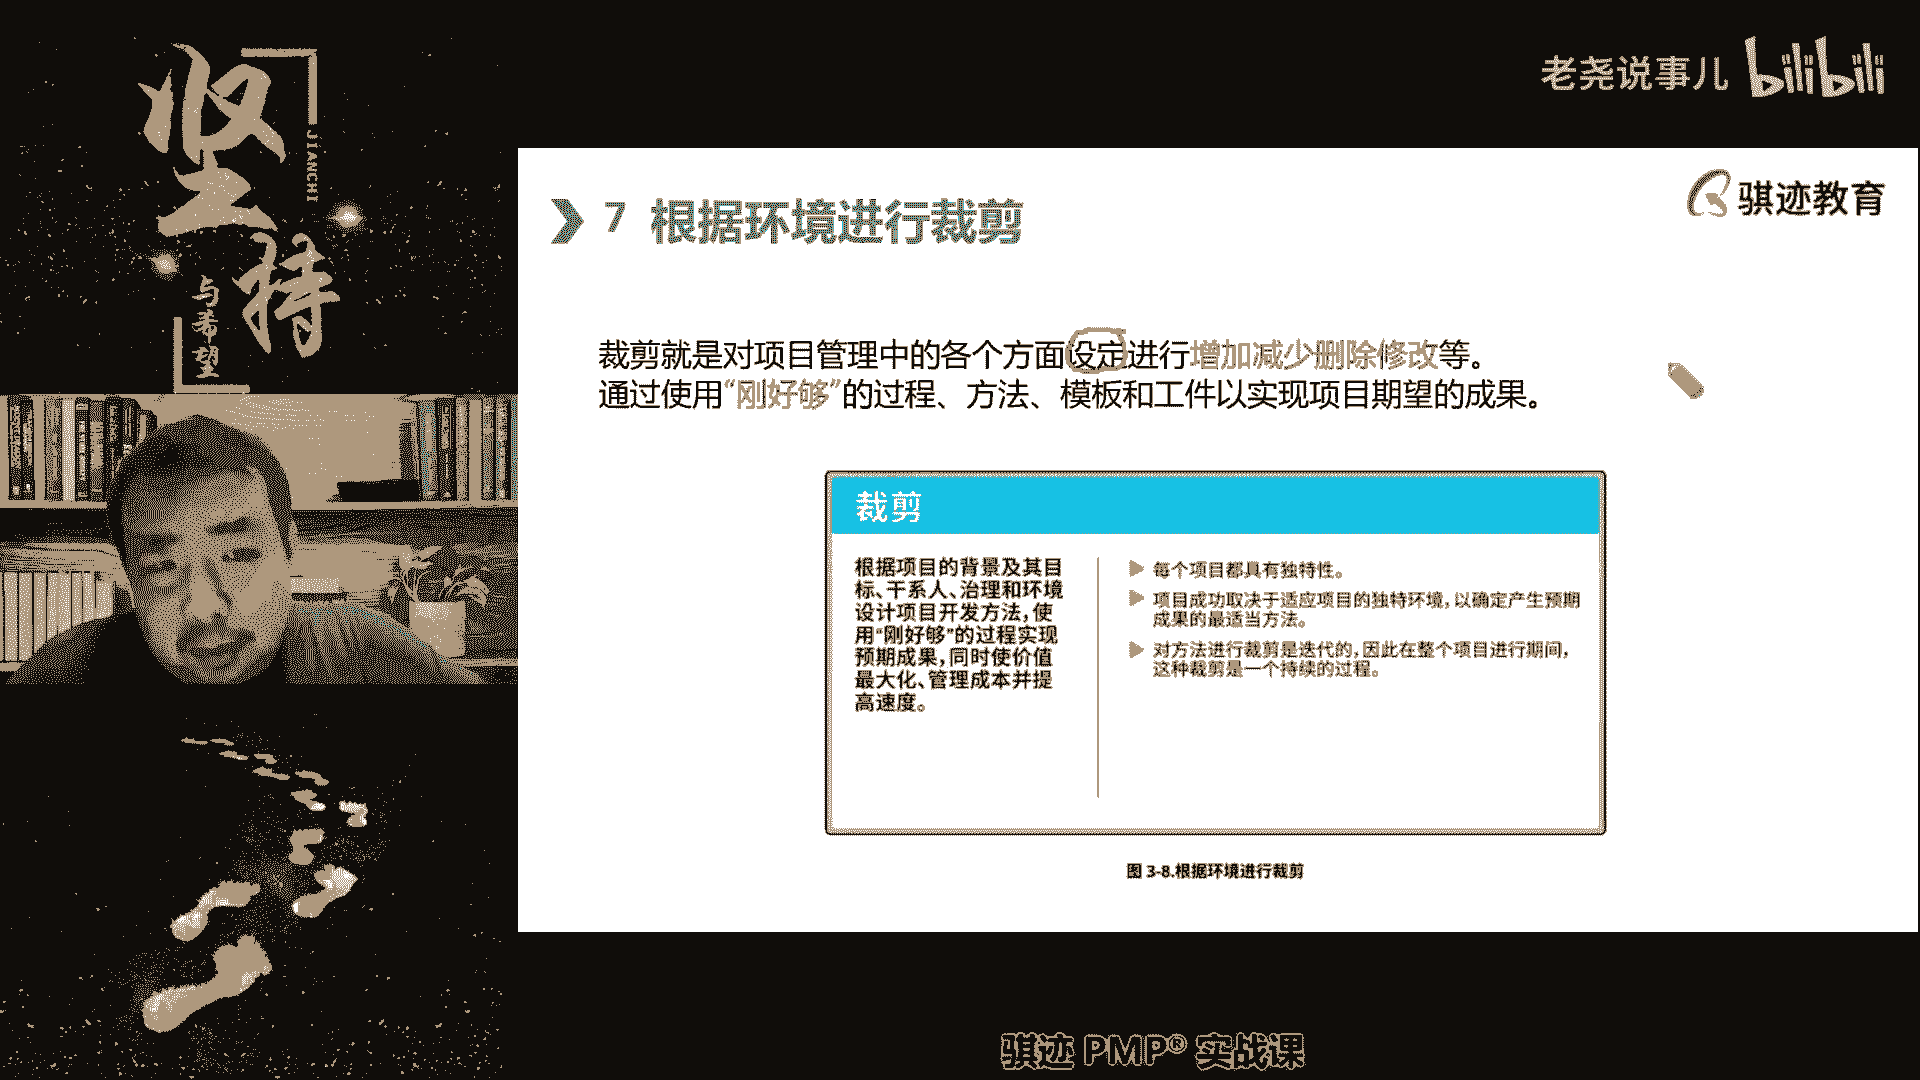 坚持
JIANCHI
与希望
老尧说事儿 bilibili
骐迹教育
7 根据环境进行裁剪
裁剪就是对项目管理中的各个方面设定进行增加减少删除修改等。
通过使用“刚好够”的过程、方法、模板和工件以实现项目期望的成果。
裁剪
根据项目的背景及其目
标、干系人、治理和环境
设计项目开发方法，使
用“刚好够”的过程实现
预期成果，同时使价值
最大化、管理成本并提
高速度。
每个项目都具有独特性。
项目成功取决于适应项目的独特环境，以确定产生预期
成果的最适当方法。
对方法进行裁剪是迭代的，因此在整个项目进行期间，
这种裁剪是一个持续的过程。
图 3-8.根据环境进行裁剪
骐迹 PMP® 实战课